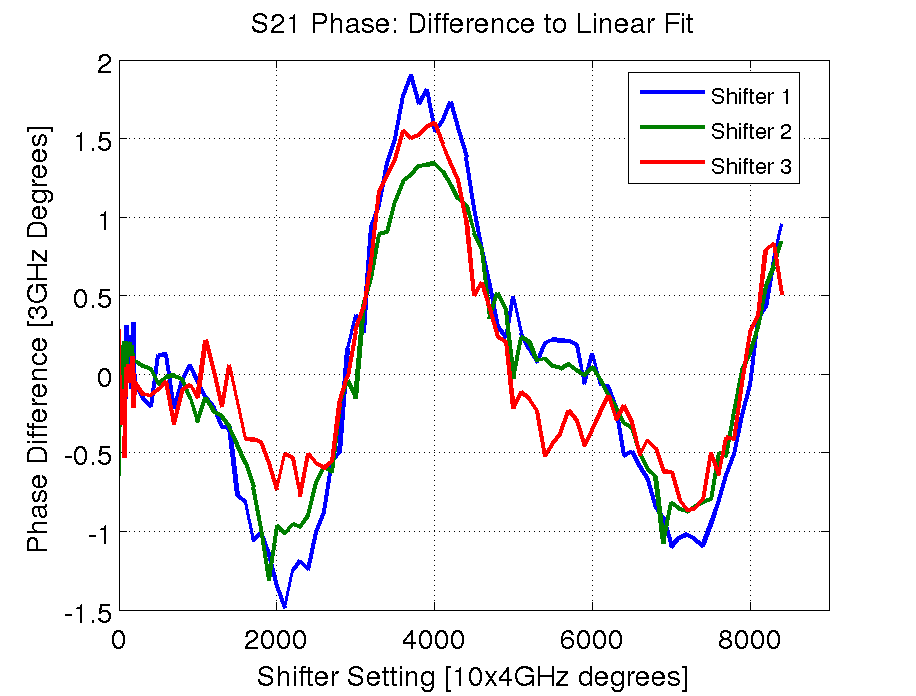 S21 Phase: Difference to Linear Fit
Phase Difference [3GHz Degrees]
2
1.5
1
0.5
0
-0.5
-1
-1.5
Shifter 1
Shifter 2
Shifter 3
0 2000 4000 6000 8000
Shifter Setting [10x4GHz degrees]